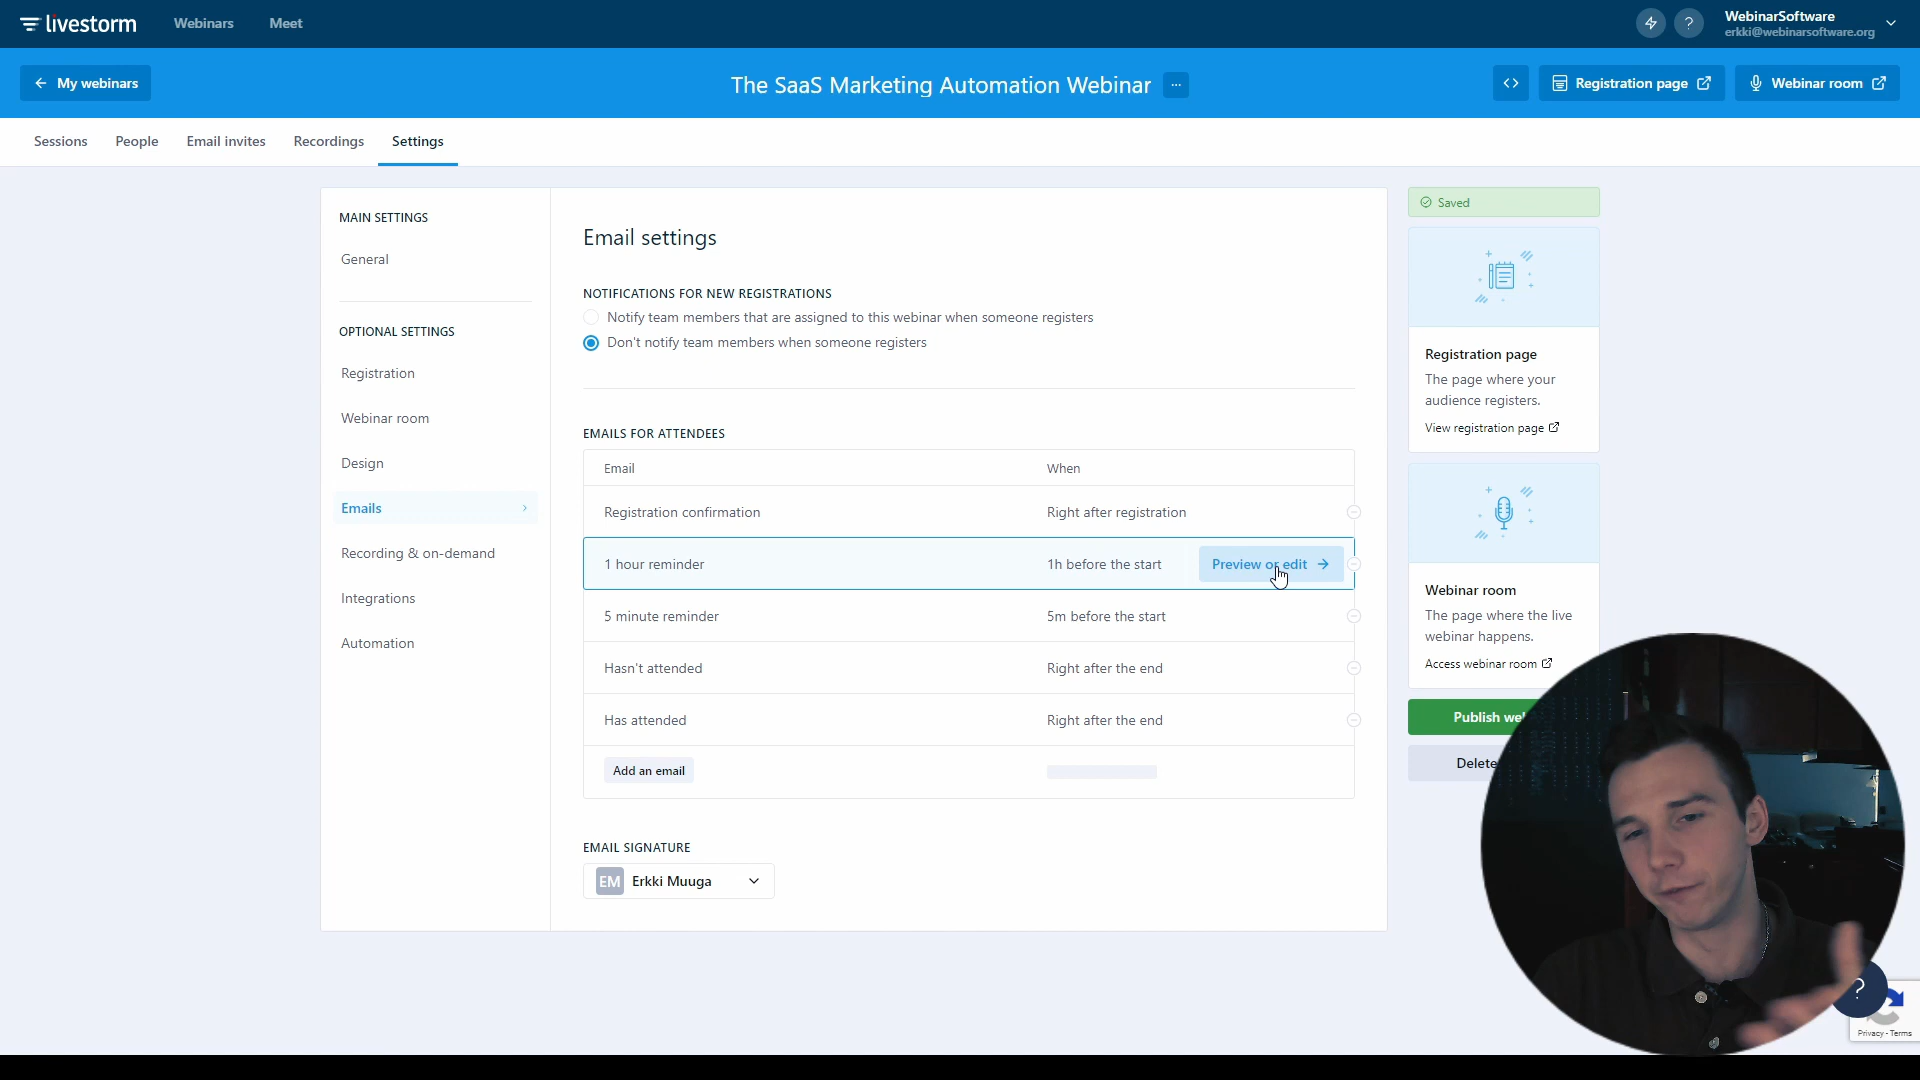 livestorm
Webinars
Meet
?
WebinarSoftware
erkki@webinarsoftware.org
My webinars
The SaaS Marketing Automation Webinar
...
<>
Registration page
Webinar room
Sessions
People
Email invites
Recordings
Settings
MAIN SETTINGS
General
OPTIONAL SETTINGS
Registration
Webinar room
Design
Emails
Recording & on-demand
Integrations
Automation
Email settings
NOTIFICATIONS FOR NEW REGISTRATIONS
Notify team members that are assigned to this webinar when someone registers
Don't notify team members when someone registers
EMAILS FOR ATTENDEES
Email When
Registration confirmation Right after registration
1 hour reminder 1h before the start Preview or edit
5 minute reminder 5m before the start
Hasn't attended Right after the end
Has attended Right after the end
Add an email
EMAIL SIGNATURE
EM Erkki Muuga
Saved
Registration page
The page where your
audience registers.
View registration page
Webinar room
The page where the live
webinar happens.
Access webinar room
Publish
Delete
?
Privacy - Terms